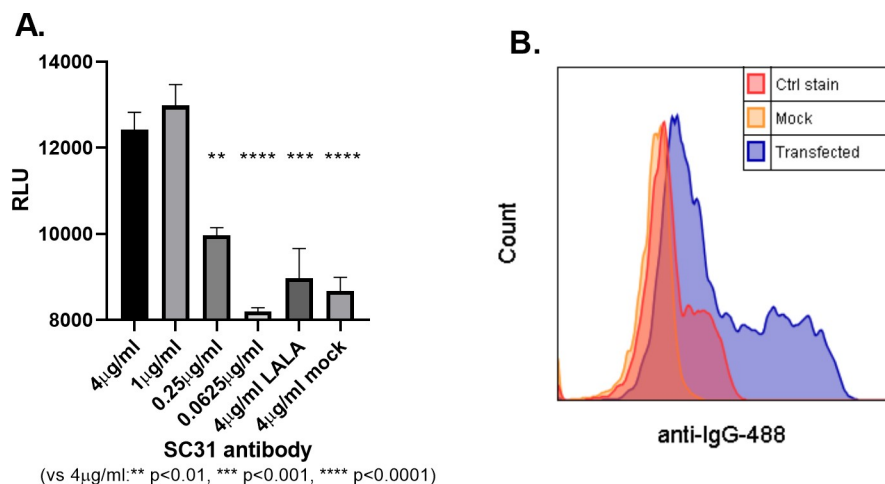 A.
14000
12000
10000
8000
RLU
**
****
***
****
4µg/ml
1µg/ml
0.25µg/ml
0.0625µg/ml
4µg/ml LALA
4µg/ml mock
SC31 antibody
(vs 4µg/ml:** p<0.01, *** p<0.001, **** p<0.0001)
B.
Ctrl stain
Mock
Transfected
Count
anti-IgG-488